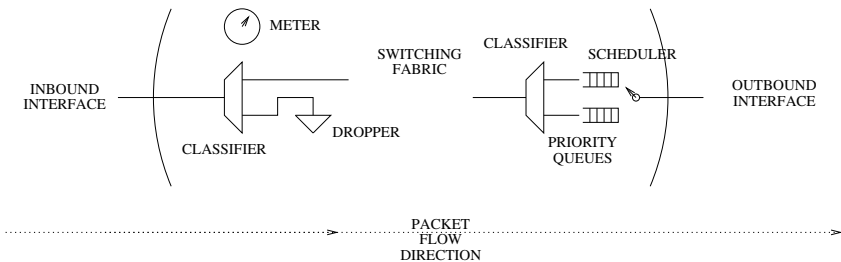 METER
SWITCHING
FABRIC
CLASSIFIER
SCHEDULER
INBOUND
INTERFACE
OUTBOUND
INTERFACE
DROPPER
CLASSIFIER
PRIORITY
QUEUES
PACKET
FLOW
DIRECTION